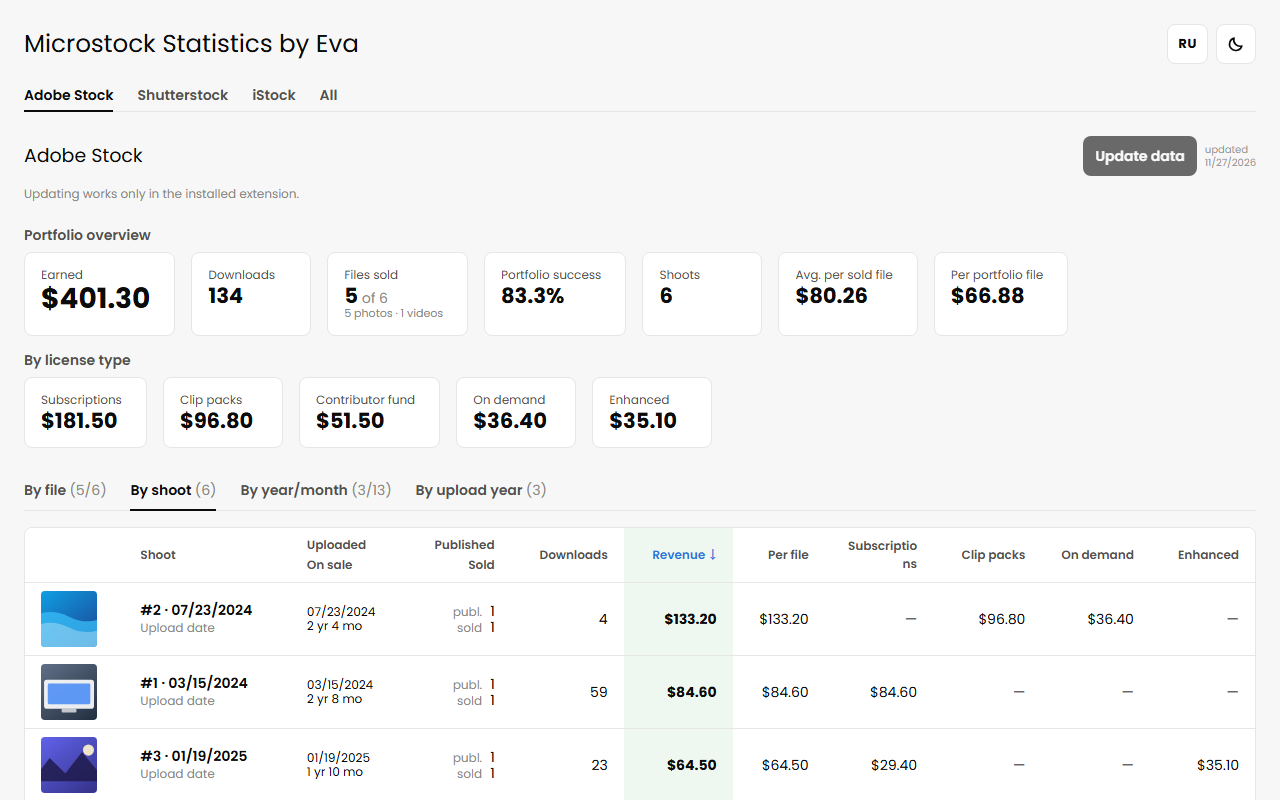 Microstock Statistics by Eva
RU
Adobe Stock Shutterstock iStock All
Adobe Stock
Update data
updated
11/27/2026
Updating works only in the installed extension.
Portfolio overview
Earned
$401.30
Downloads
134
Files sold
5 of 6
5 photos · 1 videos
Portfolio success
83.3%
Shoots
6
Avg. per sold file
$80.26
Per portfolio file
$66.88
By license type
Subscriptions
$181.50
Clip packs
$96.80
Contributor fund
$51.50
On demand
$36.40
Enhanced
$35.10
By file (5/6) By shoot (6) By year/month (3/13) By upload year (3)
Shoot
Uploaded
On sale
Published
Sold
Downloads
Revenue ↓
Per file
Subscriptio
ns
Clip packs
On demand
Enhanced
#2 · 07/23/2024
Upload date
07/23/2024
2 yr 4 mo
publ. 1
sold 1
4
$133.20
$133.20
—
$96.80
$36.40
—
#1 · 03/15/2024
Upload date
03/15/2024
2 yr 8 mo
publ. 1
sold 1
59
$84.60
$84.60
$84.60
—
—
—
#3 · 01/19/2025
Upload date
01/19/2025
1 yr 10 mo
publ. 1
sold 1
23
$64.50
$64.50
$29.40
—
—
$35.10